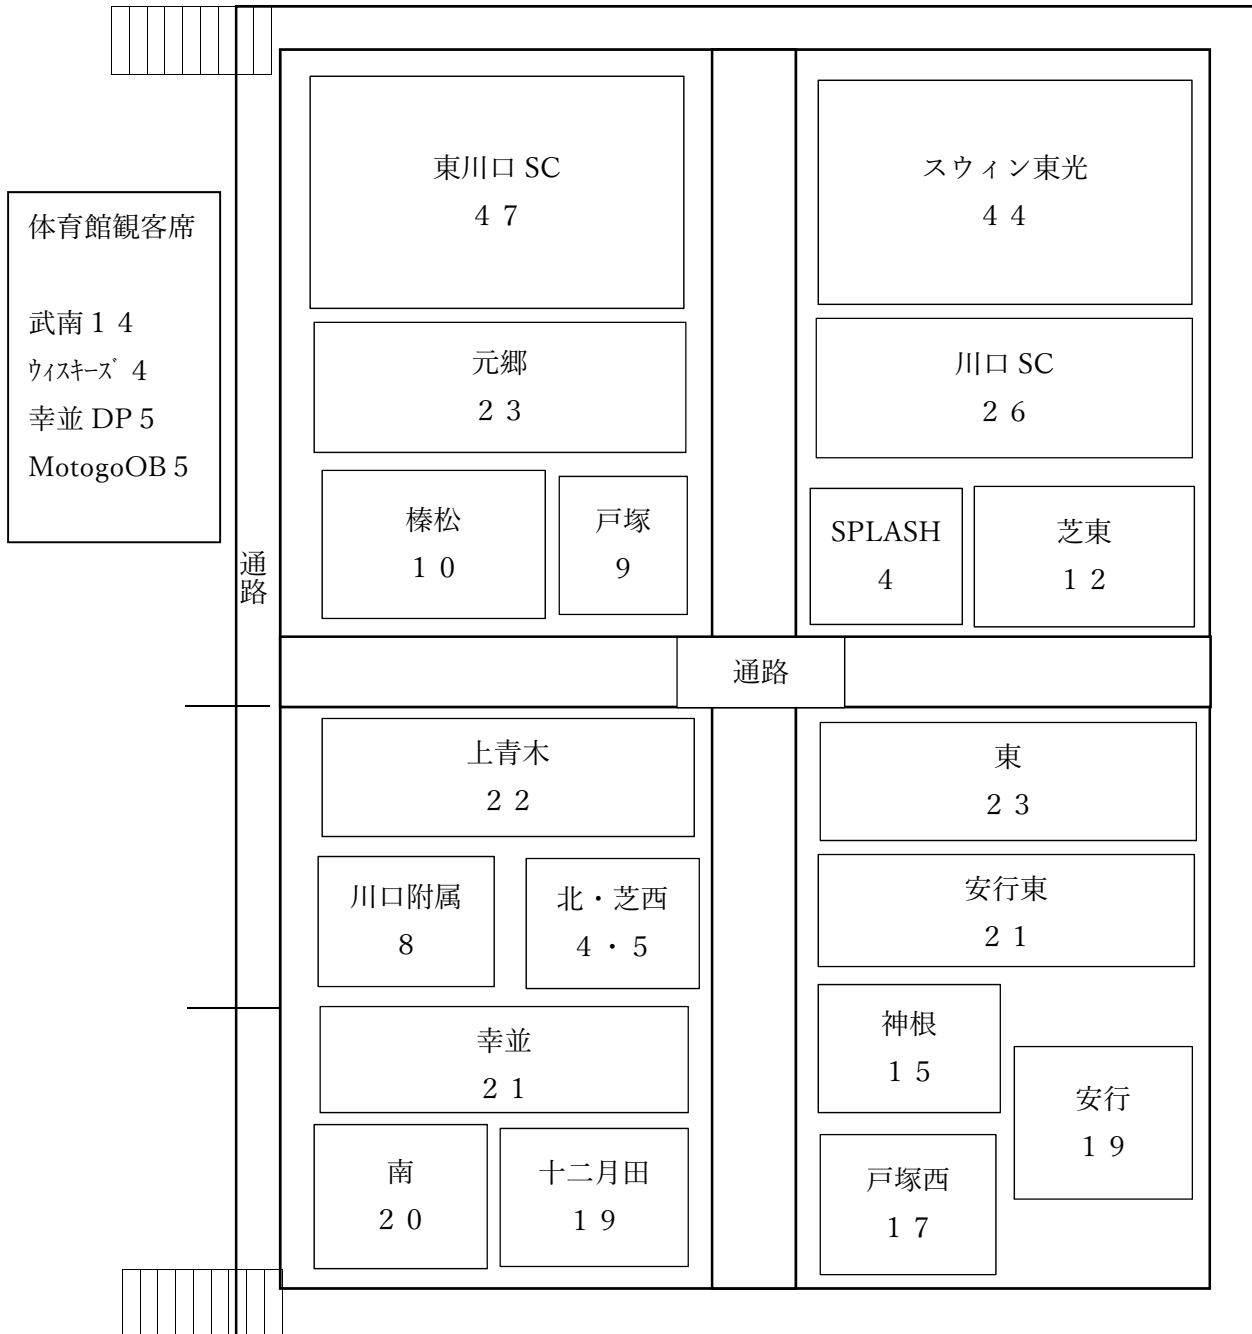 東川口 SC
４７
スウィン東光
４４
体育館観客席
武南１４
ｳｨｽｷｰｽﾞ ４
幸並 DP５
MotogoOB５
元郷
２３
川口 SC
２６
榛松
１０
戸塚
９
SPLASH
４
芝東
１２
通路
通路
上青木
２２
東
２３
川口附属
８
北・芝西
４・５
安行東
２１
幸並
２１
神根
１５
安行
１９
南
２０
十二月田
１９
戸塚西
１７